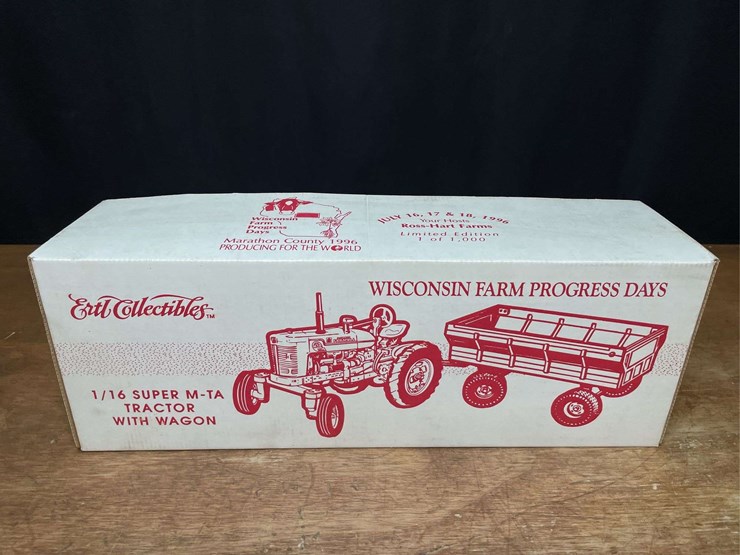 Wisconsin
Farm
Progress
Days
Marathon County 1996
PRODUCING FOR THE WORLD
JULY 16, 17 & 18, 1996
Your Hosts
Ross-Hart Farms
Limited Edition
1 of 1,000
Ertl Collectibles™
WISCONSIN FARM PROGRESS DAYS
1/16 SUPER M-TA
TRACTOR
WITH WAGON